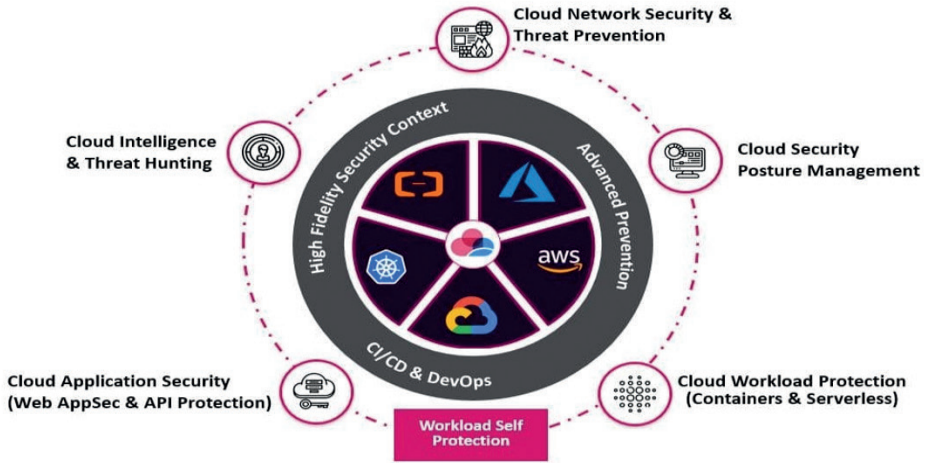 Cloud Network Security &
Threat Prevention
Cloud Intelligence
& Threat Hunting
Cloud Security
Posture Management
High Fidelity Security Context
Advanced Prevention
aws
CI/CD & DevOps
Cloud Application Security
(Web AppSec & API Protection)
Cloud Workload Protection
(Containers & Serverless)
Workload Self
Protection